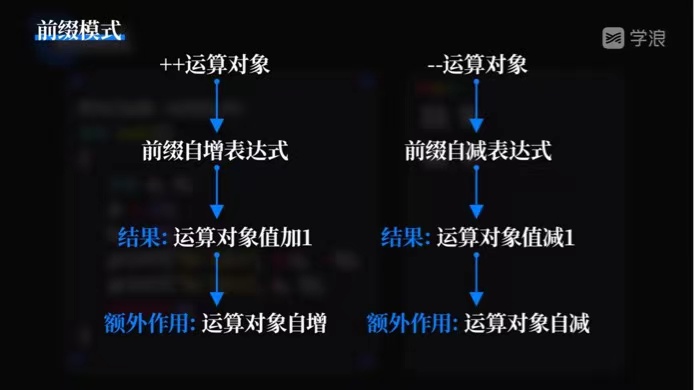 前缀模式
学浪
++运算对象
--运算对象
前缀自增表达式
前缀自减表达式
结果: 运算对象值加1
结果: 运算对象值减1
额外作用: 运算对象自增
额外作用: 运算对象自减